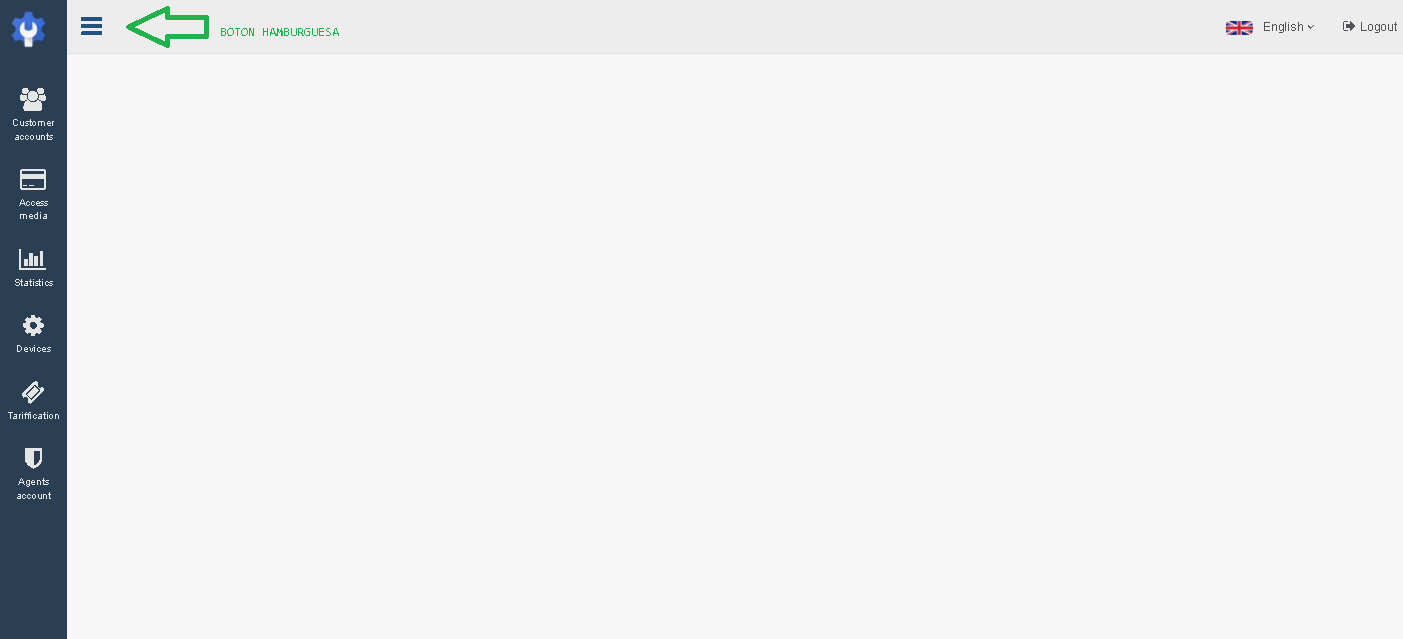 BOTON HAMBURGUESA
English
Logout
Customer
accounts
Access
media
Statistics
Devices
Tariffication
Agents
account